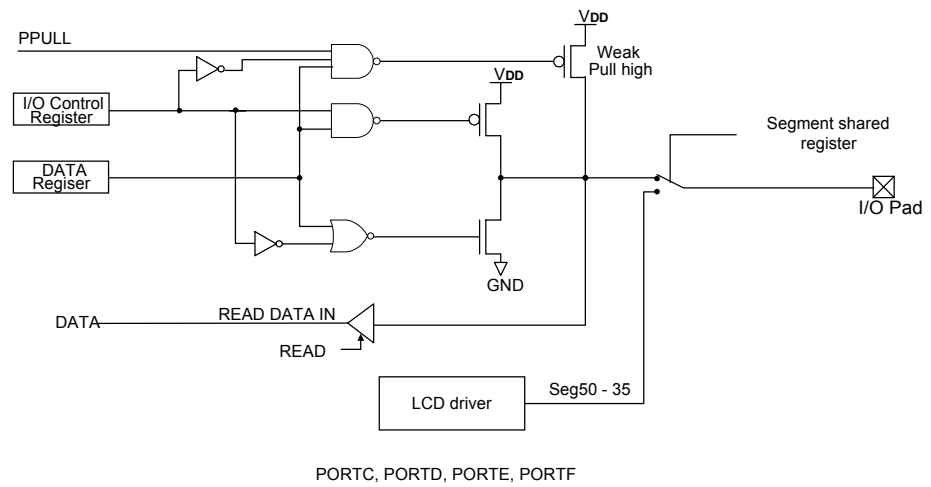 PPULL
VDD
Weak
Pull high
VDD
I/O Control
Register
DATA
Regiser
Segment shared
register
I/O Pad
GND
DATA
READ DATA IN
READ
LCD driver
Seg50 - 35
PORTC, PORTD, PORTE, PORTF